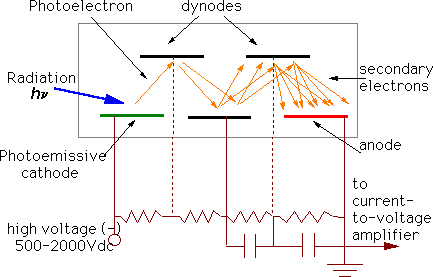 Photoelectron
dynodes
Radiation
hν
secondary
electrons
Photoemissive
cathode
anode
to
current-
to-voltage
amplifier
high voltage (-)
500-2000Vdc